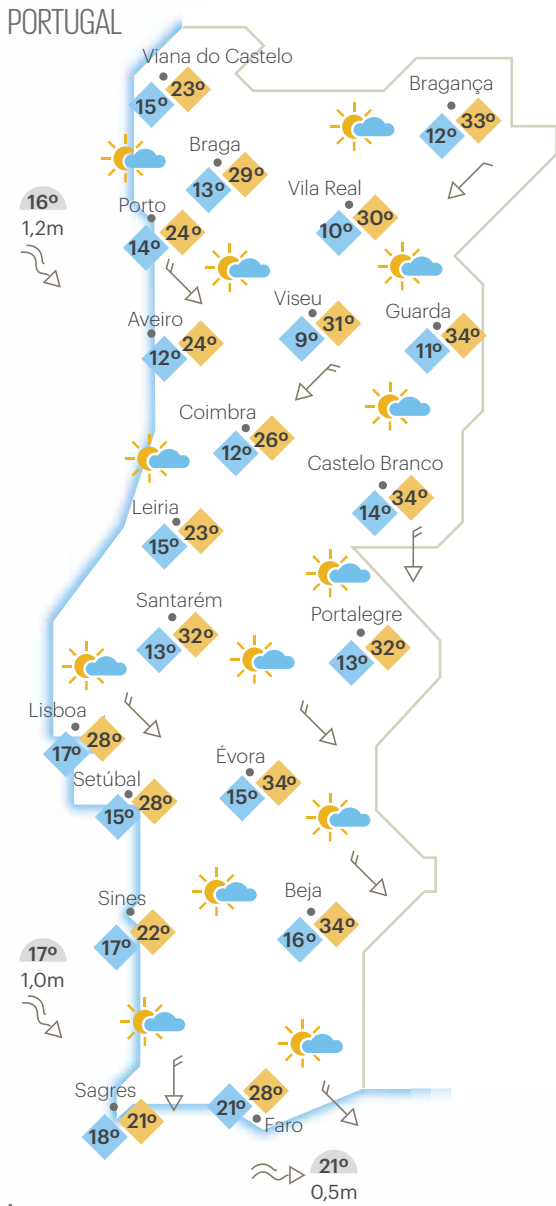 PORTUGAL
Viana do Castelo
15º 23º
Bragança
12º 33º
Braga
13º 29º
Vila Real
10º 30º
16º
1,2m
Porto
14º 24º
Viseu
9º 31º
Guarda
11º 34º
Aveiro
12º 24º
Coimbra
12º 26º
Castelo Branco
14º 34º
Leiria
15º 23º
Santarém
13º 32º
Portalegre
13º 32º
Lisboa
17º 28º
Setúbal
15º 28º
Évora
15º 34º
Sines
17º 22º
Beja
16º 34º
17º
1,0m
Sagres
18º 21º
21º 28º
Faro
21º
0,5m